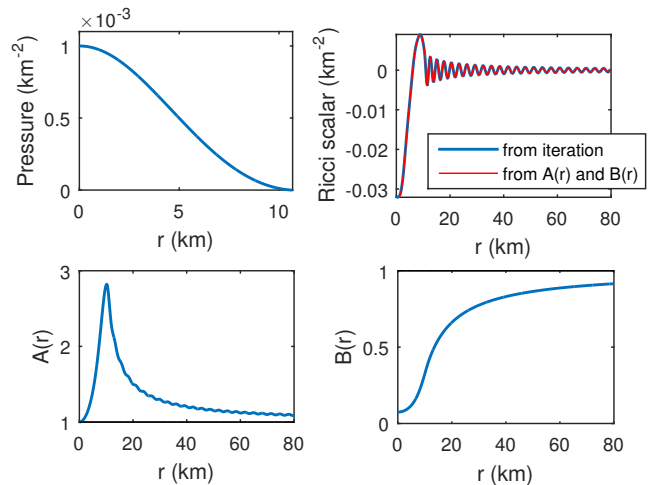 ×10⁻³
1
0.5
0
Pressure (km⁻²)
0 5 10
r (km)
0
-0.01
-0.02
-0.03
Ricci scalar (km⁻²)
from iteration
from A(r) and B(r)
0 20 40 60 80
r (km)
3
2
1
A(r)
0 20 40 60 80
r (km)
1
0.5
0
B(r)
0 20 40 60 80
r (km)